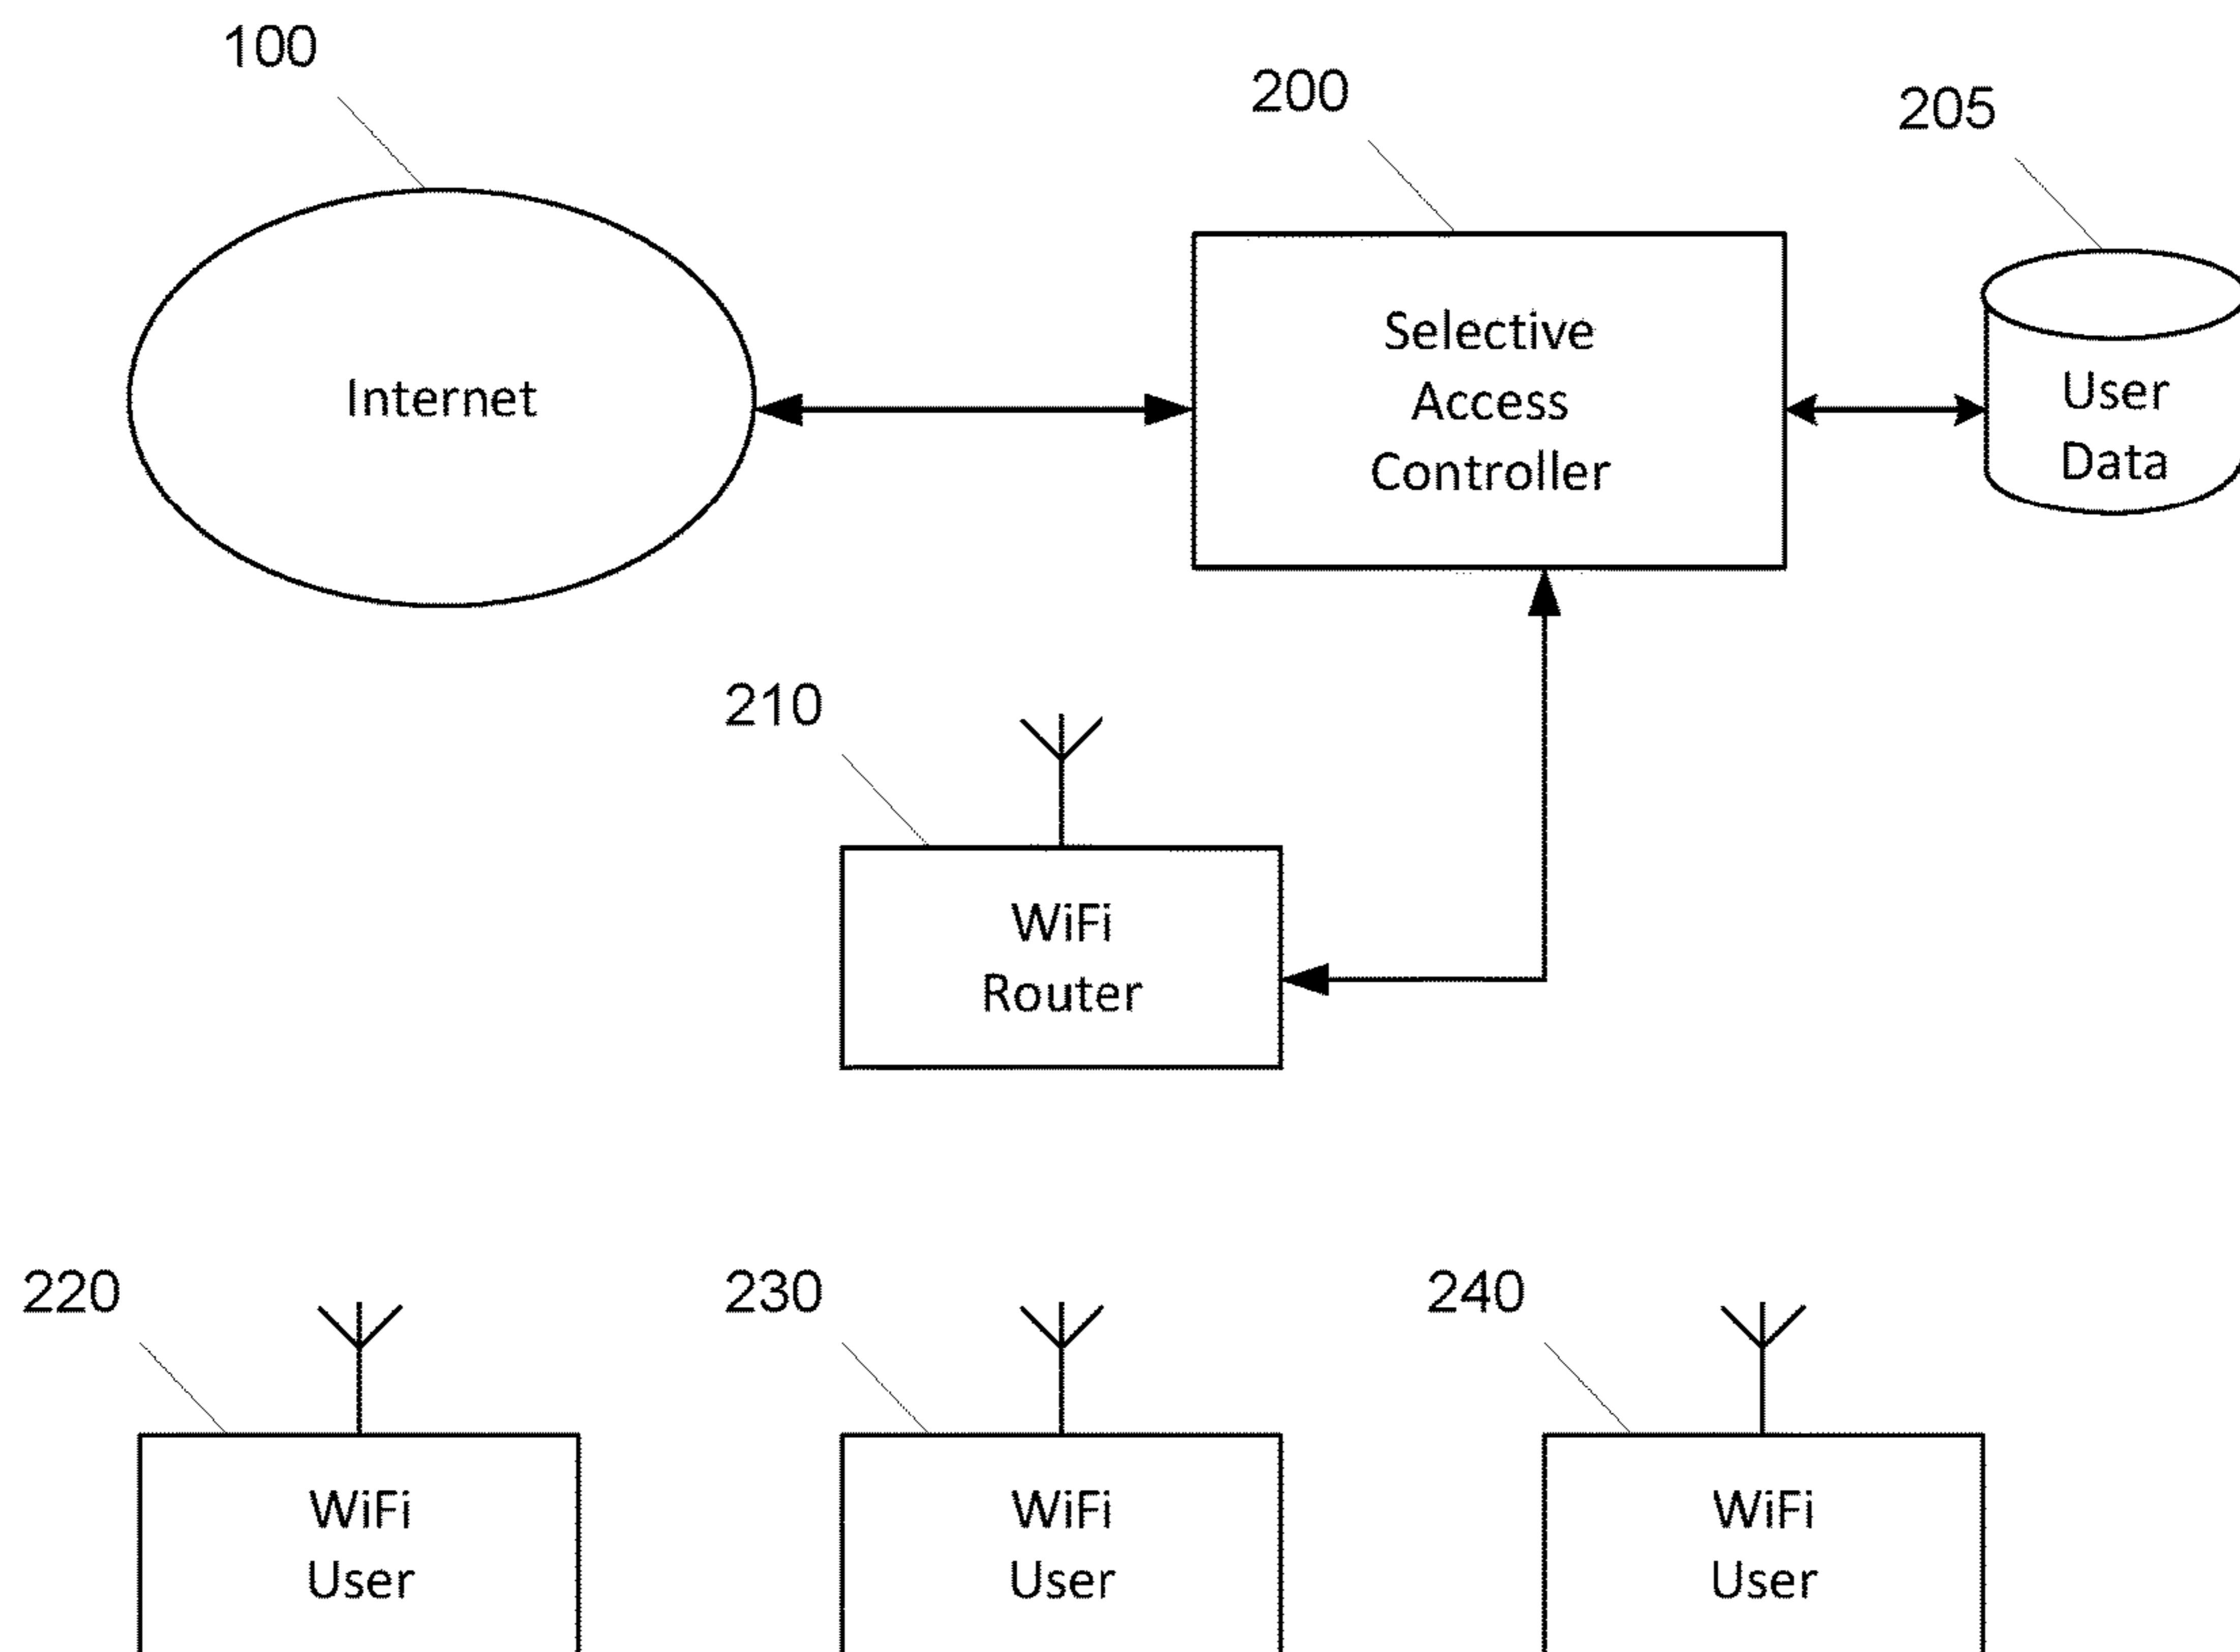 100
200
205
Internet
Selective
Access
Controller
User
Data
210
WiFi
Router
220
230
240
WiFi
User
WiFi
User
WiFi
User